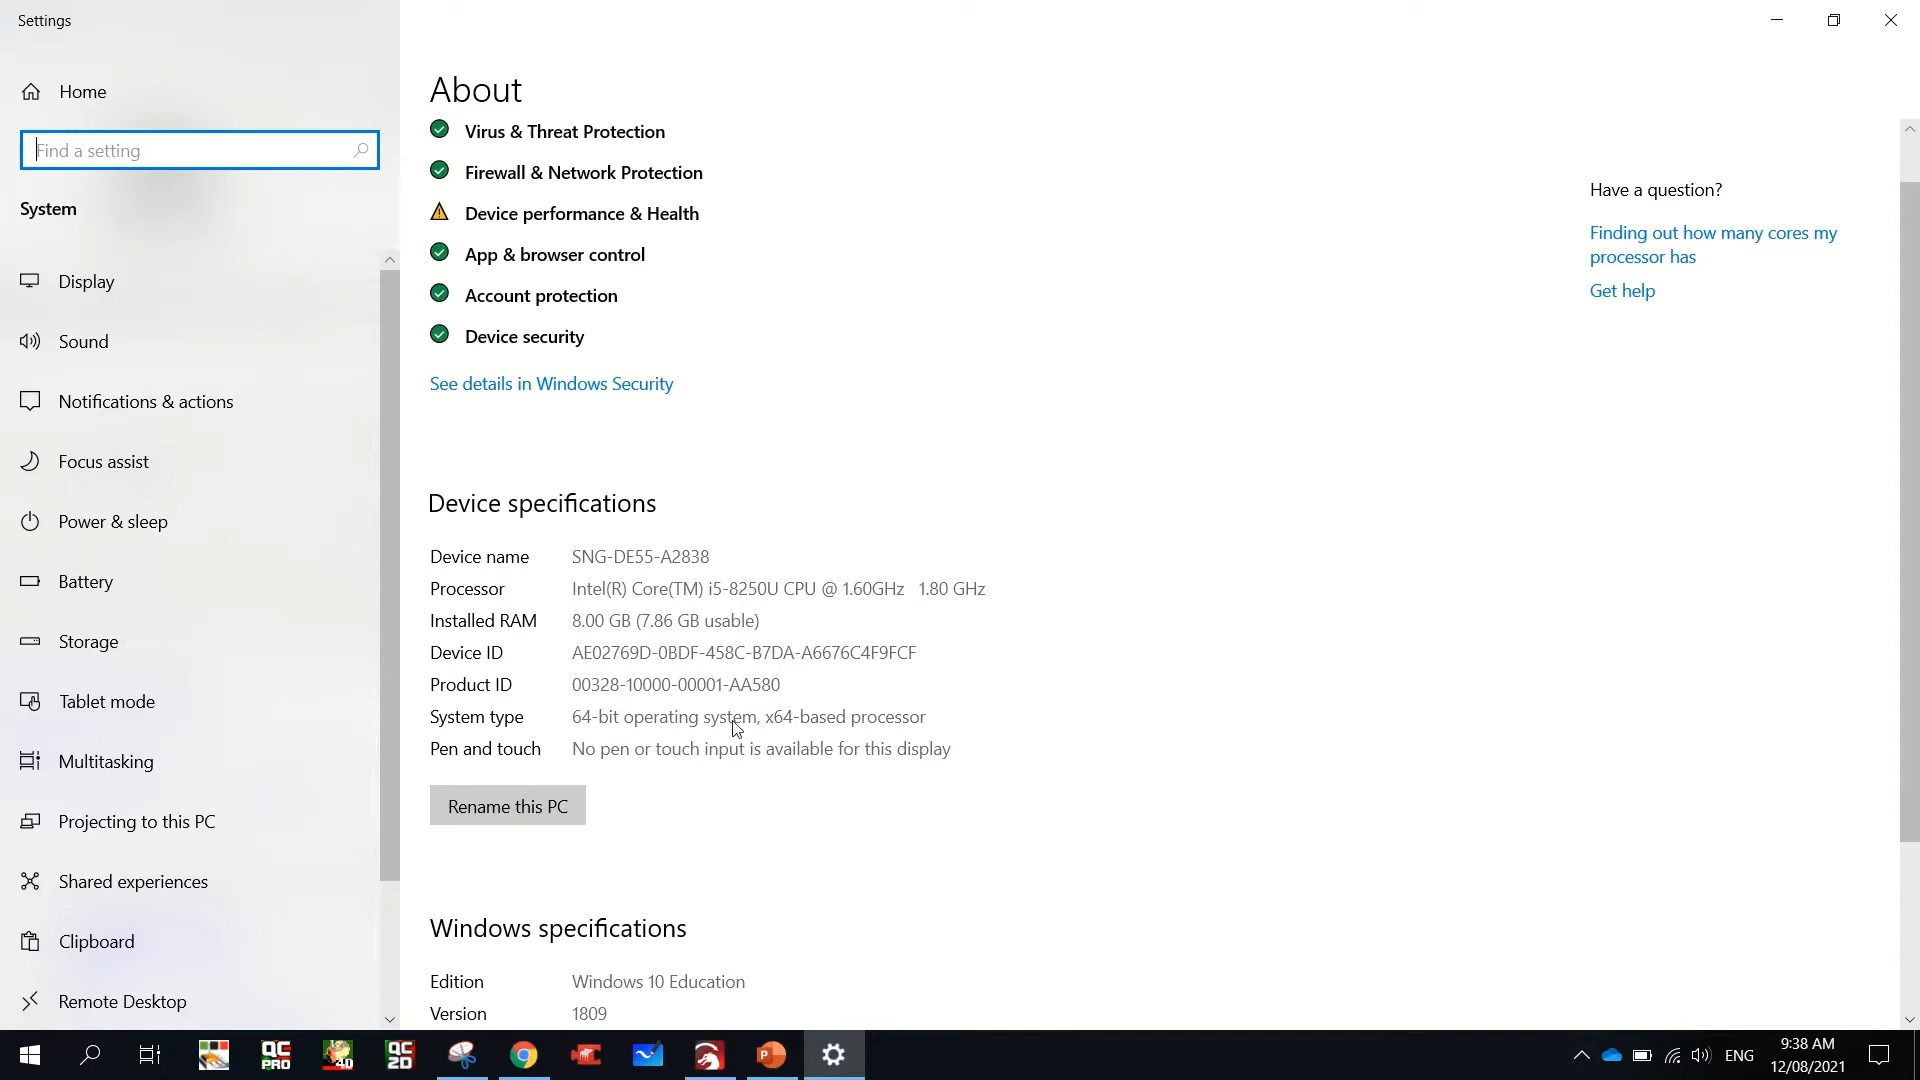 Settings
Home
Find a setting
System
Display
Sound
Notifications & actions
Focus assist
Power & sleep
Battery
Storage
Tablet mode
Multitasking
Projecting to this PC
Shared experiences
Clipboard
Remote Desktop
About
Virus & Threat Protection
Firewall & Network Protection
Device performance & Health
App & browser control
Account protection
Device security
See details in Windows Security
Device specifications
Device name SNG-DE55-A2838
Processor Intel(R) Core(TM) i5-8250U CPU @ 1.60GHz 1.80 GHz
Installed RAM 8.00 GB (7.86 GB usable)
Device ID AE02769D-0BDF-458C-B7DA-A6676C4F9FCF
Product ID 00328-10000-00001-AA580
System type 64-bit operating system, x64-based processor
Pen and touch No pen or touch input is available for this display
Rename this PC
Windows specifications
Edition Windows 10 Education
Version 1809
Have a question?
Finding out how many cores my
processor has
Get help
QC PRO
4D
QC 2D
P
ENG
9:38 AM
12/08/2021